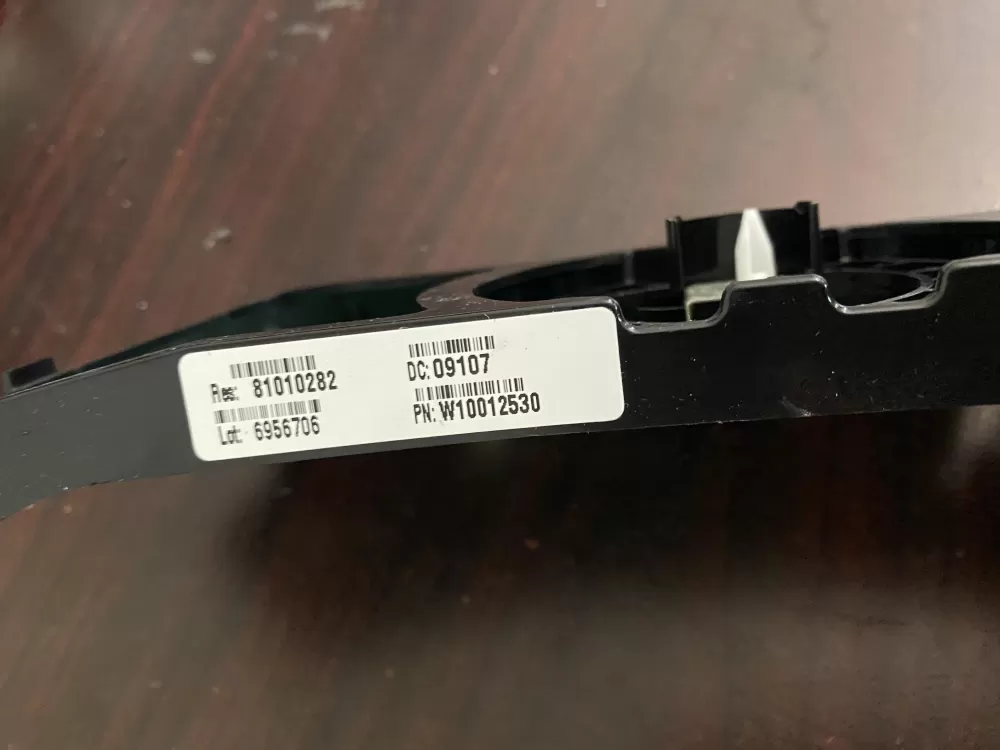 Res: 81010282
DC: 09107
Lot: 6956706
PN: W10012530